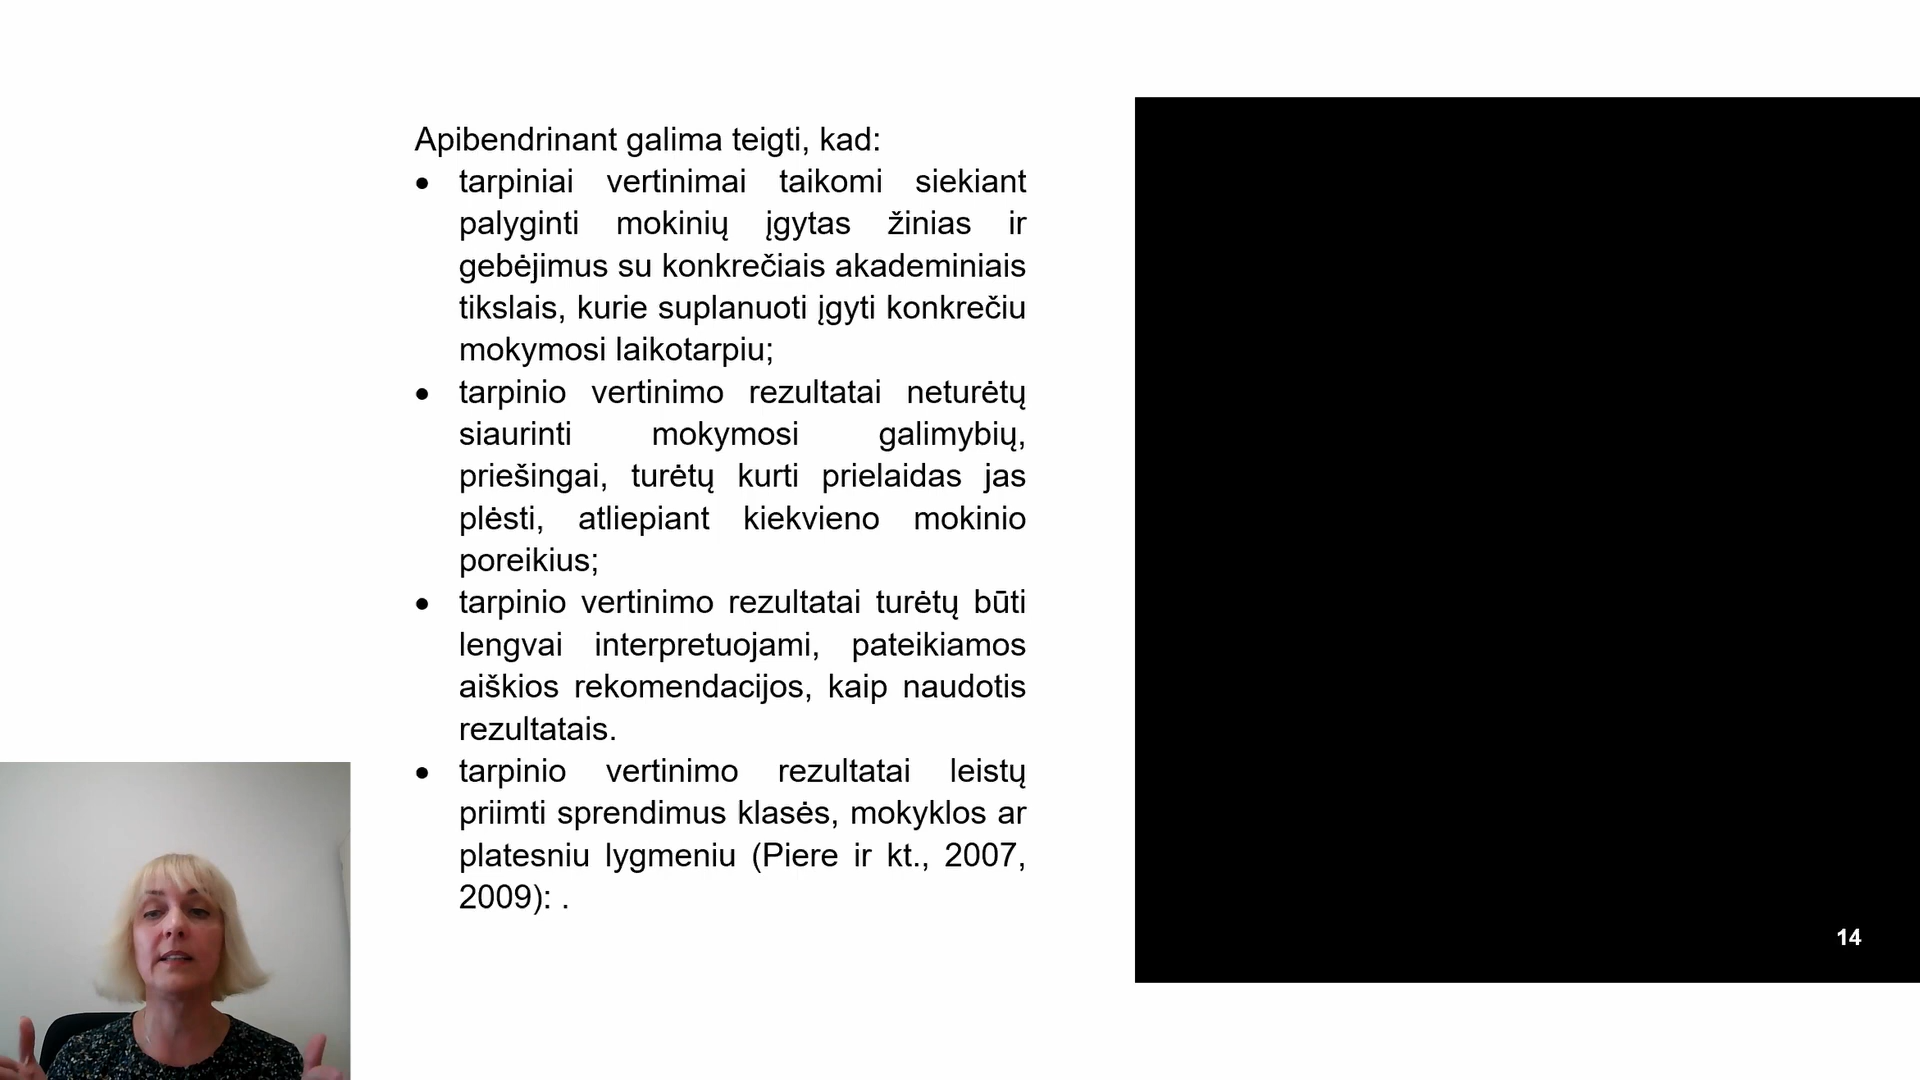 Apibendrinant galima teigti, kad:
• tarpiniai vertinimai taikomi siekiant
palyginti mokinių įgytas žinias ir
gebėjimus su konkrečiais akademiniais
tikslais, kurie suplanuoti įgyti konkrečiu
mokymosi laikotarpiu;
• tarpinio vertinimo rezultatai neturėtų
siaurinti mokymosi galimybių,
priešingai, turėtų kurti prielaidas jas
plėsti, atliepiant kiekvieno mokinio
poreikius;
• tarpinio vertinimo rezultatai turėtų būti
lengvai interpretuojami, pateikiamos
aiškios rekomendacijos, kaip naudotis
rezultatais.
• tarpinio vertinimo rezultatai leistų
priimti sprendimus klasės, mokyklos ar
platesniu lygmeniu (Piere ir kt., 2007,
2009): .
14